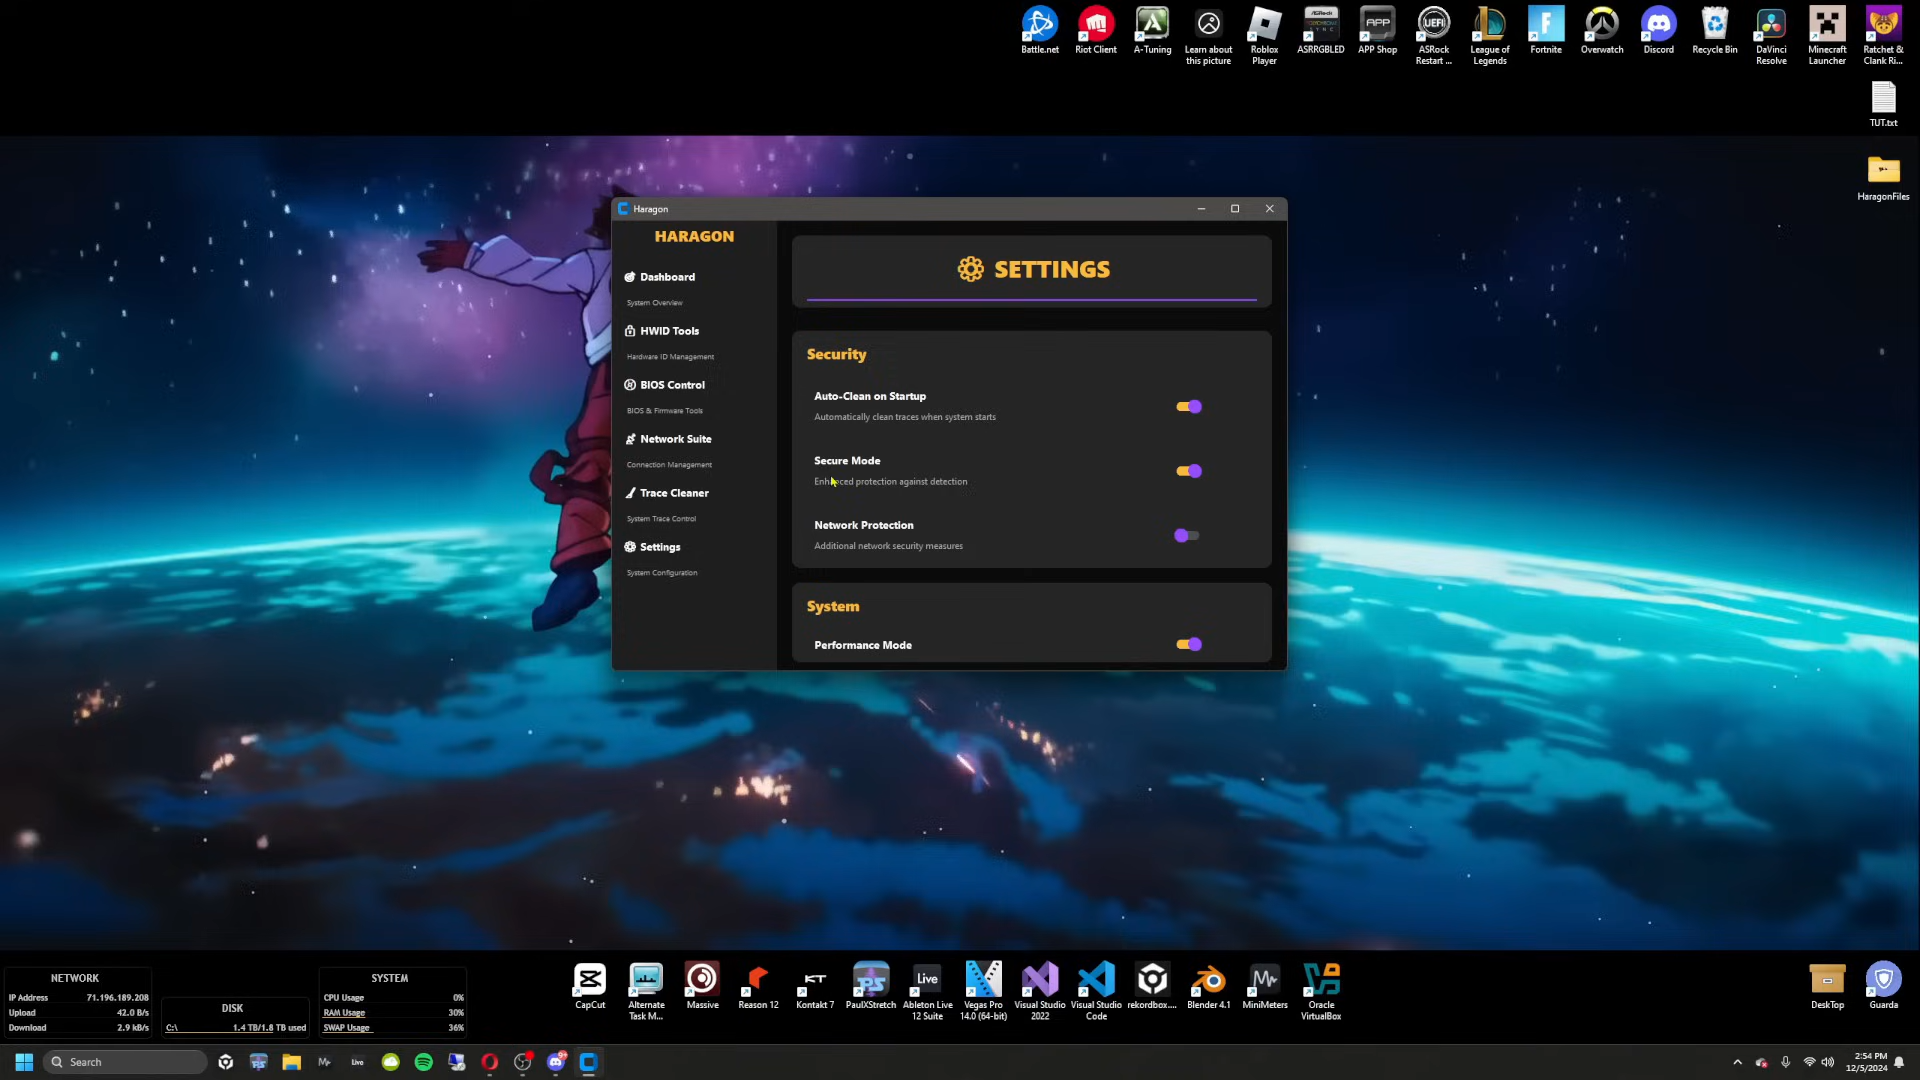 Battle.net
Riot Client
A-Tuning
Learn about
this picture
Roblox
Player
ASRRGBLED
APP Shop
ASRock
Restart ...
League of
Legends
Fortnite
Overwatch
Discord
Recycle Bin
DaVinci
Resolve
Minecraft
Launcher
Ratchet &
Clank Ri...
TUT.txt
HaragonFiles
Haragon
HARAGON
Dashboard
System Overview
HWID Tools
Hardware ID Management
BIOS Control
BIOS & Firmware Tools
Network Suite
Connection Management
Trace Cleaner
System Trace Control
Settings
System Configuration
SETTINGS
Security
Auto-Clean on Startup
Automatically clean traces when system starts
Secure Mode
Enhanced protection against detection
Network Protection
Additional network security measures
System
Performance Mode
NETWORK
IP Address 71.196.189.208
Upload 42.0 B/s
Download 2.9 kB/s
DISK
C:\ 1.4 TB/1.8 TB used
SYSTEM
CPU Usage 0%
RAM Usage 30%
SWAP Usage 36%
CapCut
Alternate
Task M...
Massive
Reason 12
KT
Kontakt 7
PaulXStretch
Live
Ableton Live
12 Suite
Vegas Pro
14.0 (64-bit)
Visual Studio
2022
Visual Studio
Code
rekordbox....
Blender 4.1
MiniMeters
Oracle
VirtualBox
DeskTop
Guarda
Search
Live
2:54 PM
12/5/2024